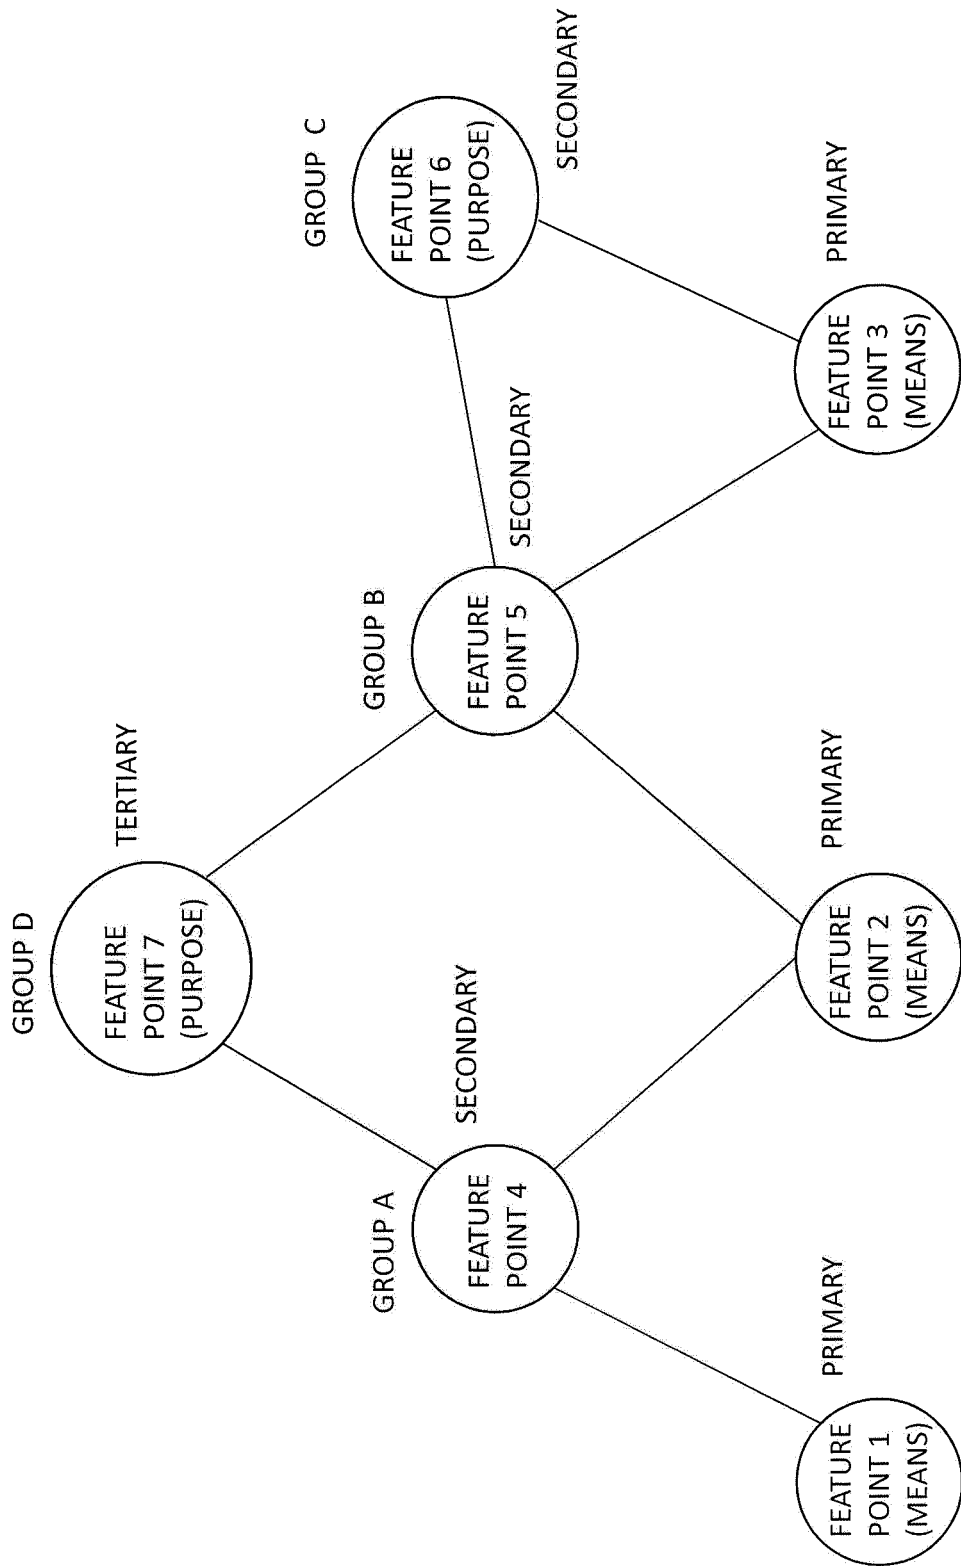 GROUP D
TERTIARY
FEATURE
POINT 7
(PURPOSE)
GROUP A
SECONDARY
FEATURE
POINT 4
GROUP B
SECONDARY
FEATURE
POINT 5
GROUP C
SECONDARY
FEATURE
POINT 6
(PURPOSE)
PRIMARY
FEATURE
POINT 1
(MEANS)
PRIMARY
FEATURE
POINT 2
(MEANS)
PRIMARY
FEATURE
POINT 3
(MEANS)